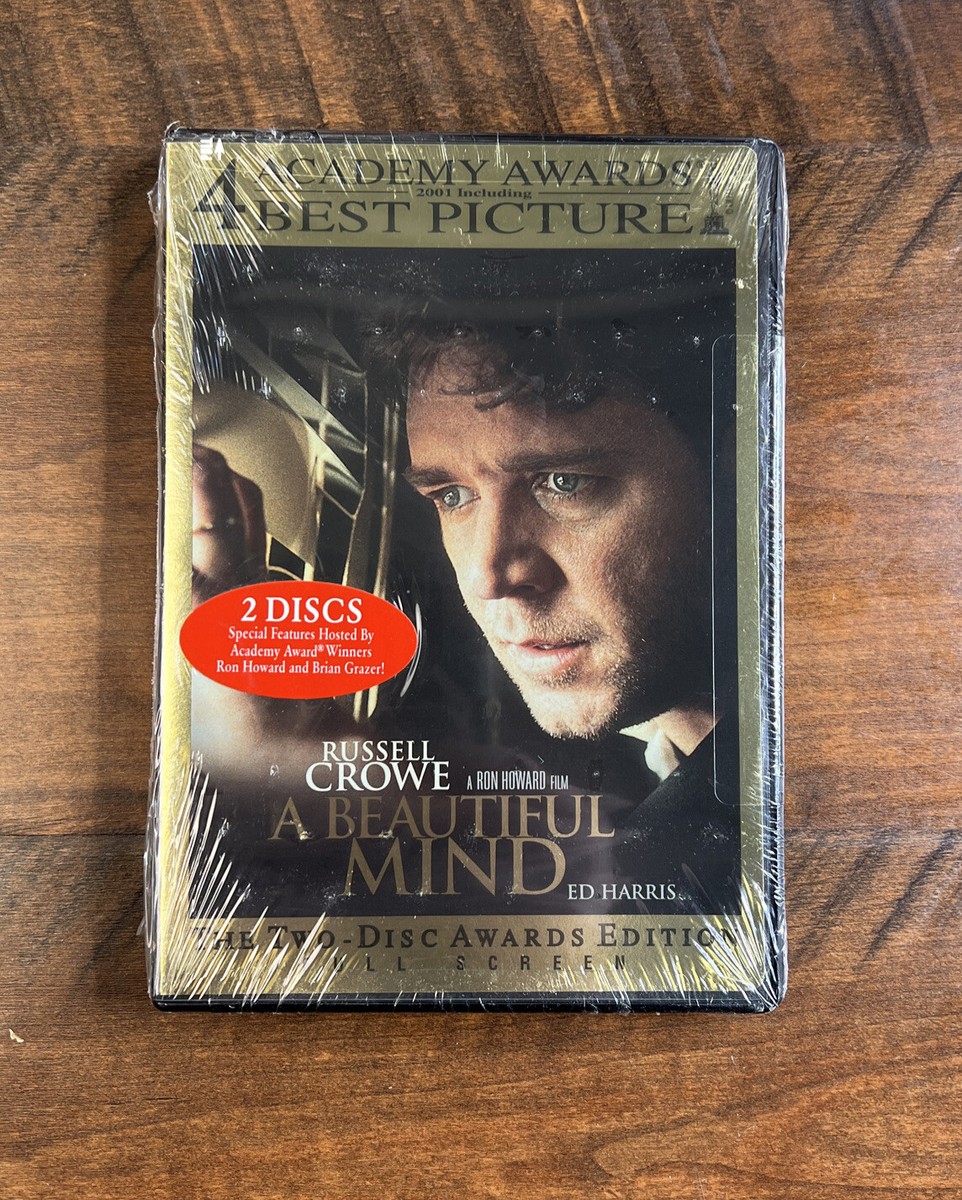 4 ACADEMY AWARDS
2001 Including
BEST PICTURE
2 DISCS
Special Features Hosted By
Academy Award® Winners
Ron Howard and Brian Grazer!
RUSSELL
CROWE
A RON HOWARD FILM
A BEAUTIFUL
MIND
ED HARRIS
THE TWO-DISC AWARDS EDITION
FULL SCREEN